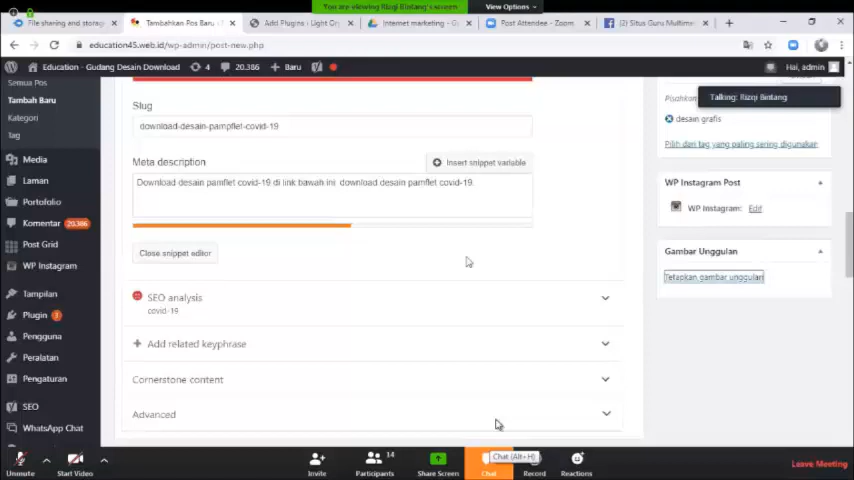 You are viewing Rizqi Bintang's screen
View Options
File sharing and storag
Tambahkan Pos Baru
Add Plugins ‹ Light Gr
Internet marketing - G
Post Attendee - Zoom
(2) Situs Guru Multime
education45.web.id/wp-admin/post-new.php
Education - Gudang Desain Download
4
20.386
Baru
Hai, admin
Semua Pos
Tambah Baru
Kategori
Tag
Media
Laman
Portofolio
Komentar 20.386
Post Grid
WP Instagram
Tampilan
Plugin
Pengguna
Peralatan
Pengaturan
SEO
WhatsApp Chat
Slug
download-desain-pampflet-covid-19
Meta description
Insert snippet variable
Download desain pamflet covid-19 di link bawah ini download desain pamflet covid-19.
Close snippet editor
SEO analysis
covid-19
Add related keyphrase
Cornerstone content
Advanced
Pisahkan
Talking: Rizqi Bintang
desain grafis
Pilih dari tag yang paling sering digunakan
WP Instagram Post
WP Instagram: Edit
Gambar Unggulan
Tetapkan gambar unggulan
Unmute
Start Video
Invite
14
Participants
Share Screen
Chat
Chat (Alt+H)
Record
Reactions
Leave Meeting